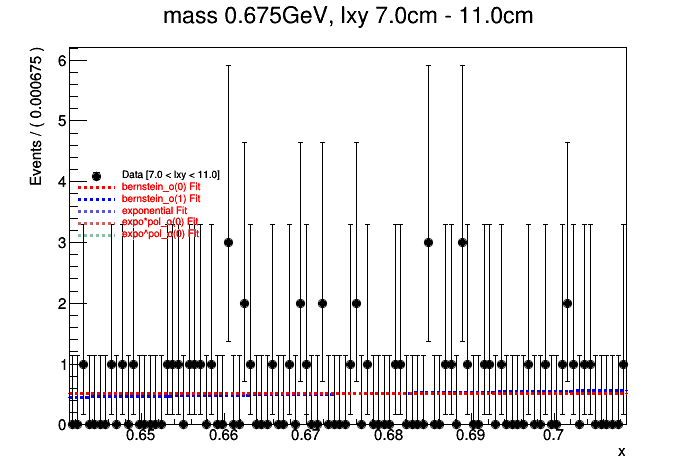 mass 0.675GeV, lxy 7.0cm - 11.0cm
Events / ( 0.000675 )
6
5
4
3
2
1
0
Data [7.0 < lxy < 11.0]
bernstein_o(0) Fit
bernstein_o(1) Fit
exponential Fit
expo*pol_o(0) Fit
expo^pol_o(0) Fit
0.65 0.66 0.67 0.68 0.69 0.7
x